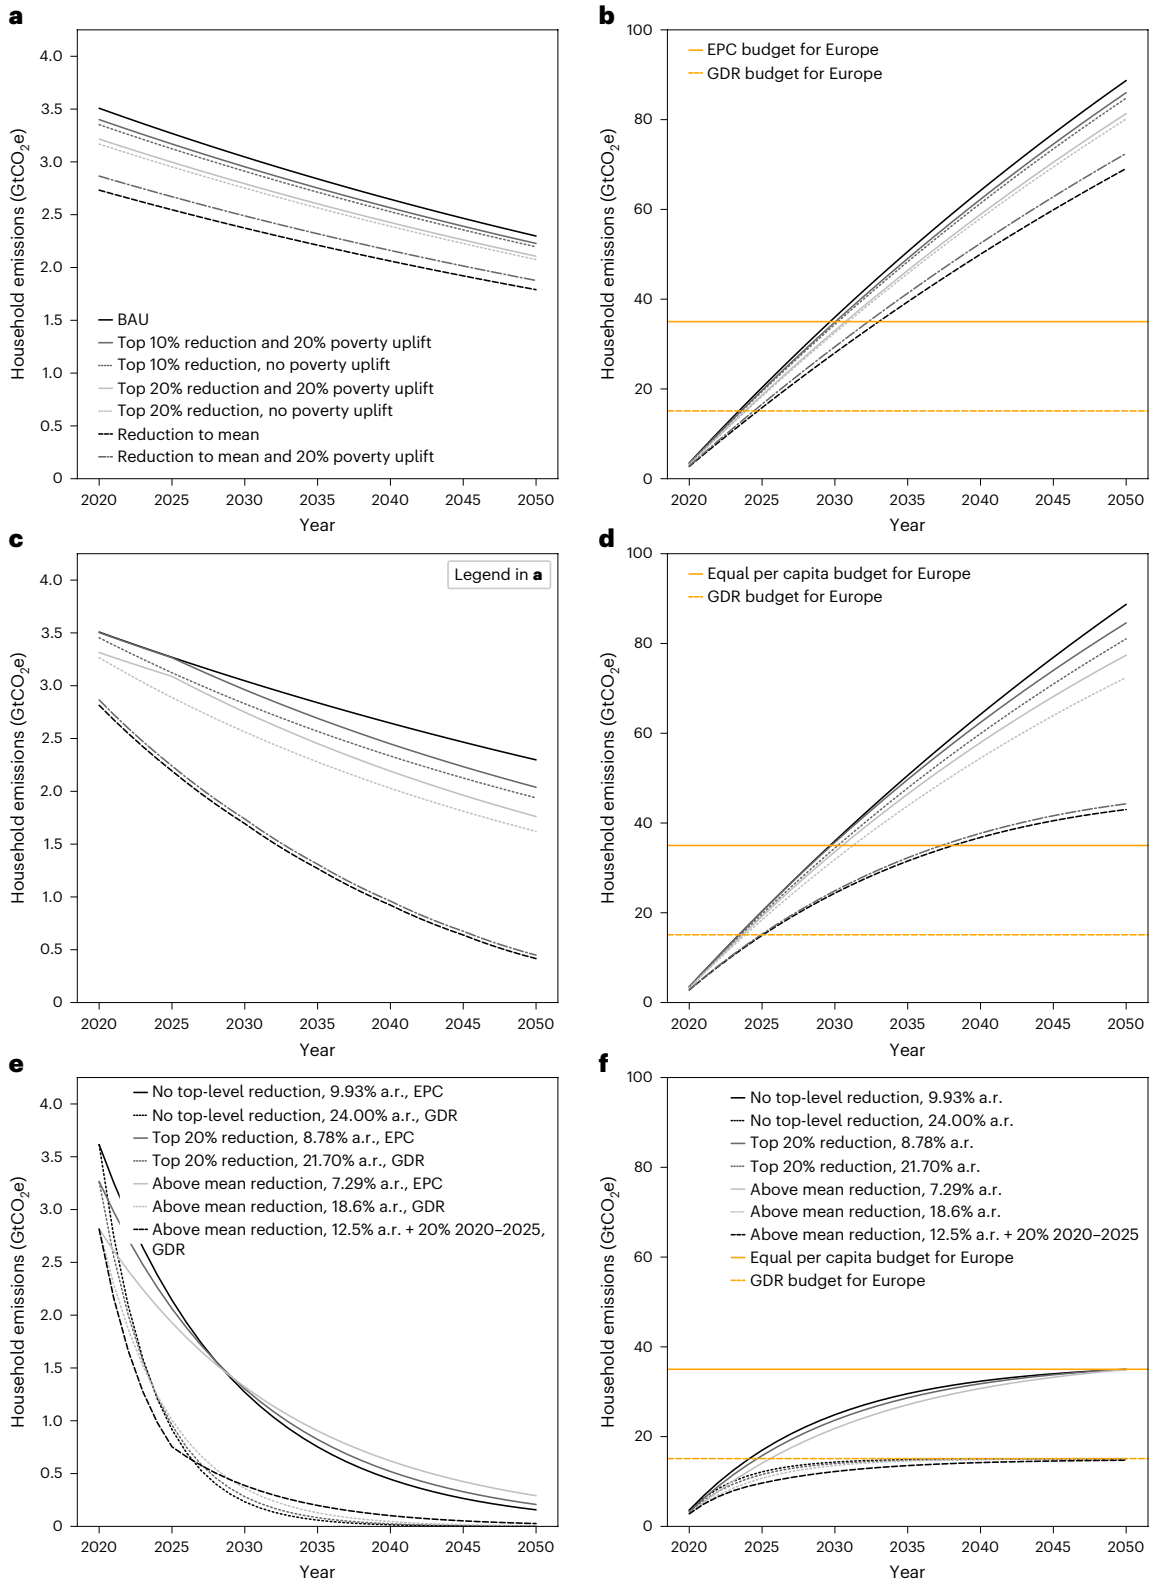 a
Household emissions (GtCO2e)
4.0
3.5
3.0
2.5
2.0
1.5
1.0
0.5
0
BAU
Top 10% reduction and 20% poverty uplift
Top 10% reduction, no poverty uplift
Top 20% reduction and 20% poverty uplift
Top 20% reduction, no poverty uplift
Reduction to mean
Reduction to mean and 20% poverty uplift
2020 2025 2030 2035 2040 2045 2050
Year
b
Household emissions (GtCO2e)
100
80
60
40
20
0
EPC budget for Europe
GDR budget for Europe
2020 2025 2030 2035 2040 2045 2050
Year
c
Household emissions (GtCO2e)
4.0
3.5
3.0
2.5
2.0
1.5
1.0
0.5
0
Legend in a
2020 2025 2030 2035 2040 2045 2050
Year
d
Household emissions (GtCO2e)
100
80
60
40
20
0
Equal per capita budget for Europe
GDR budget for Europe
2020 2025 2030 2035 2040 2045 2050
Year
e
Household emissions (GtCO2e)
4.0
3.5
3.0
2.5
2.0
1.5
1.0
0.5
0
No top-level reduction, 9.93% a.r., EPC
No top-level reduction, 24.00% a.r., GDR
Top 20% reduction, 8.78% a.r., EPC
Top 20% reduction, 21.70% a.r., GDR
Above mean reduction, 7.29% a.r., EPC
Above mean reduction, 18.6% a.r., GDR
Above mean reduction, 12.5% a.r. + 20% 2020–2025,
GDR
2020 2025 2030 2035 2040 2045 2050
Year
f
Household emissions (GtCO2e)
100
80
60
40
20
0
No top-level reduction, 9.93% a.r.
No top-level reduction, 24.00% a.r.
Top 20% reduction, 8.78% a.r.
Top 20% reduction, 21.70% a.r.
Above mean reduction, 7.29% a.r.
Above mean reduction, 18.6% a.r.
Above mean reduction, 12.5% a.r. + 20% 2020–2025
Equal per capita budget for Europe
GDR budget for Europe
2020 2025 2030 2035 2040 2045 2050
Year